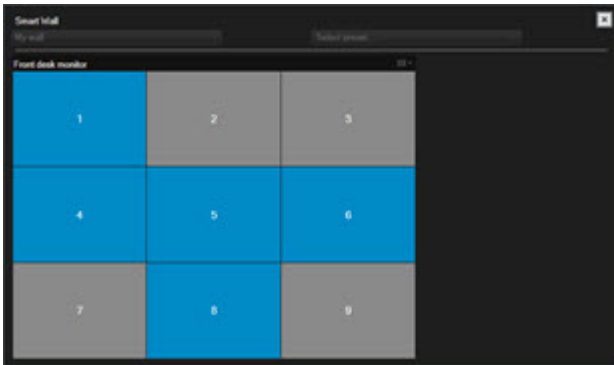 Smart Wall
My wall
Select preset
Front desk monitor
1 2 3
4 5 6
7 8 9